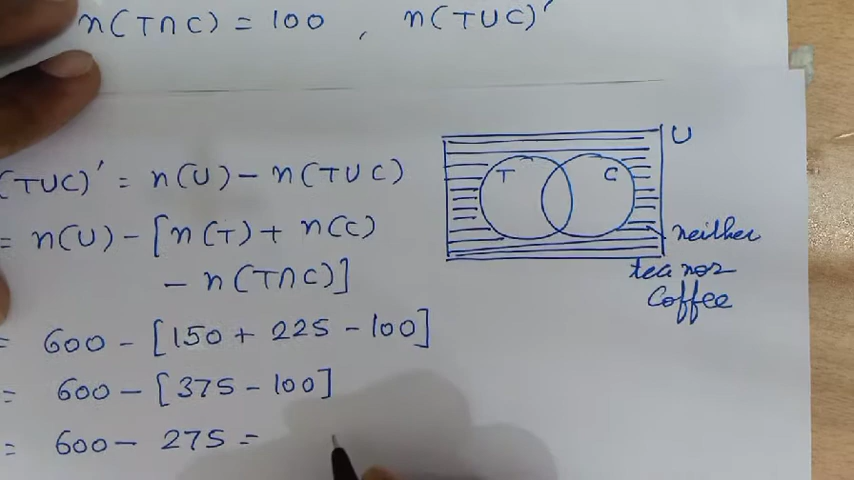 n(T∩C) = 100 , n(T∪C)'
(T∪C)' = n(U) - n(T∪C)
= n(U) - [n(T) + n(C)
- n(T∩C)]
= 600 - [150 + 225 - 100]
= 600 - [375 - 100]
= 600 - 275 =
U
T C
neither
tea nor
Coffee